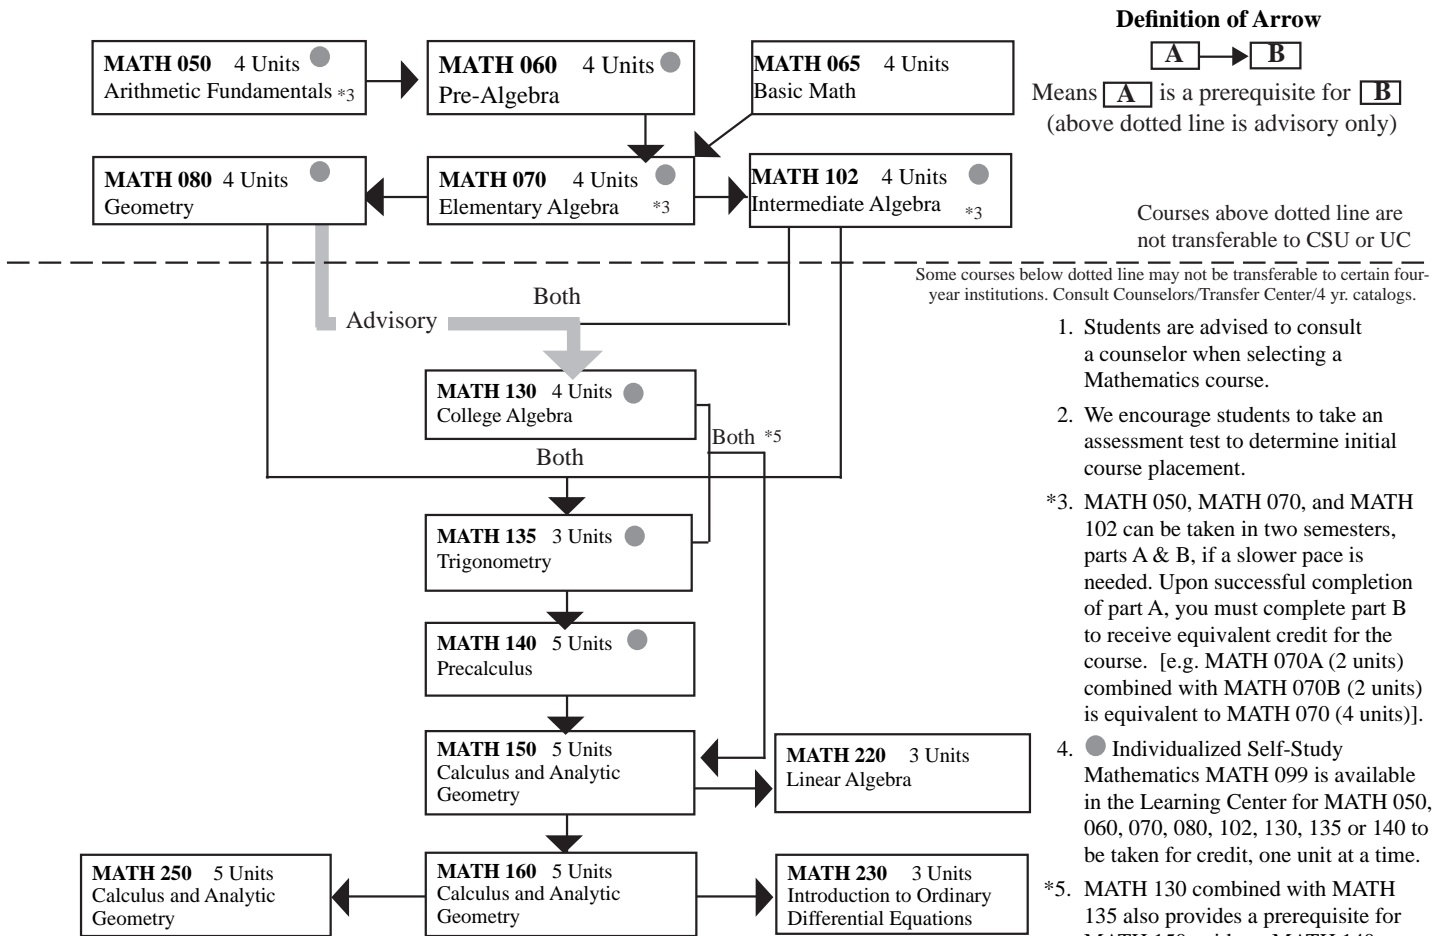 Definition of Arrow
A B
Means A is a prerequisite for B
(above dotted line is advisory only)
MATH 050 4 Units
Arithmetic Fundamentals *3
MATH 060 4 Units
Pre-Algebra
MATH 065 4 Units
Basic Math
MATH 080 4 Units
Geometry
MATH 070 4 Units
Elementary Algebra *3
MATH 102 4 Units
Intermediate Algebra *3
Courses above dotted line are
not transferable to CSU or UC
Some courses below dotted line may not be transferable to certain four-
year institutions. Consult Counselors/Transfer Center/4 yr. catalogs.
Both
Advisory
MATH 130 4 Units
College Algebra
Both *5
Both
MATH 135 3 Units
Trigonometry
MATH 140 5 Units
Precalculus
MATH 150 5 Units
Calculus and Analytic
Geometry
MATH 220 3 Units
Linear Algebra
MATH 250 5 Units
Calculus and Analytic
Geometry
MATH 160 5 Units
Calculus and Analytic
Geometry
MATH 230 3 Units
Introduction to Ordinary
Differential Equations
1. Students are advised to consult
a counselor when selecting a
Mathematics course.
2. We encourage students to take an
assessment test to determine initial
course placement.
*3. MATH 050, MATH 070, and MATH
102 can be taken in two semesters,
parts A & B, if a slower pace is
needed. Upon successful completion
of part A, you must complete part B
to receive equivalent credit for the
course. [e.g. MATH 070A (2 units)
combined with MATH 070B (2 units)
is equivalent to MATH 070 (4 units)].
4. Individualized Self-Study
Mathematics MATH 099 is available
in the Learning Center for MATH 050,
060, 070, 080, 102, 130, 135 or 140 to
be taken for credit, one unit at a time.
*5. MATH 130 combined with MATH
135 also provides a prerequisite for